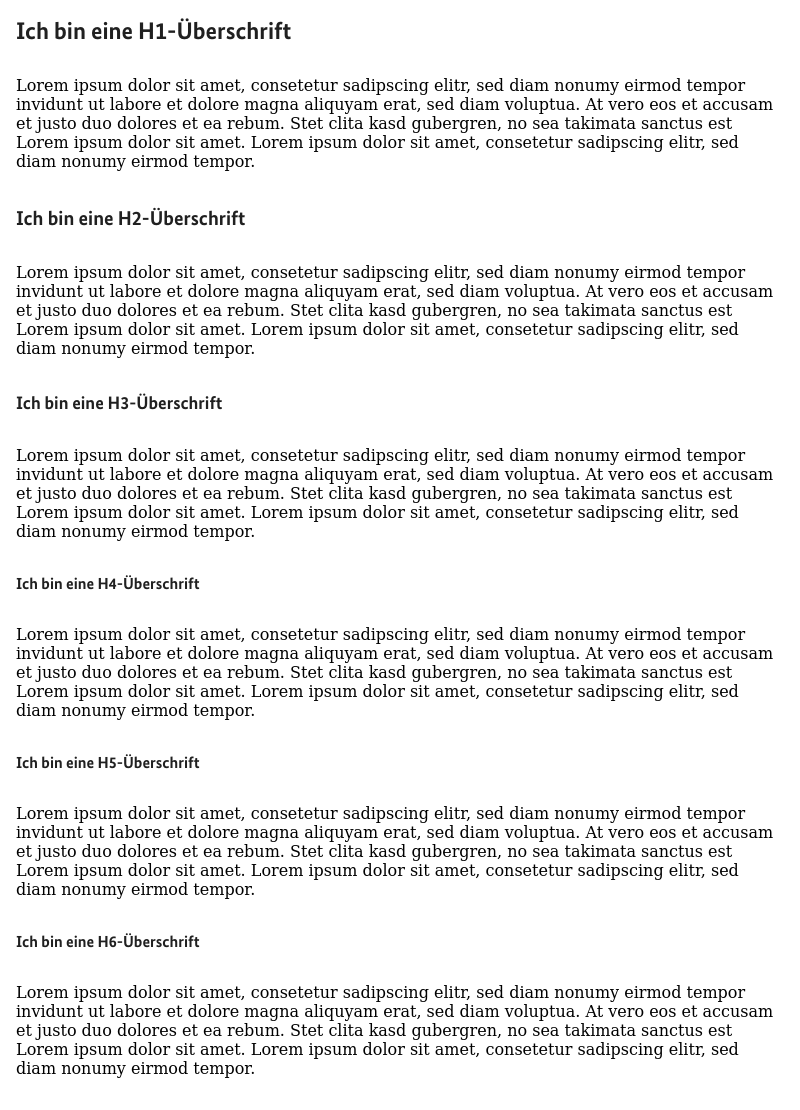 Ich bin eine H1-Überschrift
Lorem ipsum dolor sit amet, consetetur sadipscing elitr, sed diam nonumy eirmod tempor
invidunt ut labore et dolore magna aliquyam erat, sed diam voluptua. At vero eos et accusam
et justo duo dolores et ea rebum. Stet clita kasd gubergren, no sea takimata sanctus est
Lorem ipsum dolor sit amet. Lorem ipsum dolor sit amet, consetetur sadipscing elitr, sed
diam nonumy eirmod tempor.
Ich bin eine H2-Überschrift
Lorem ipsum dolor sit amet, consetetur sadipscing elitr, sed diam nonumy eirmod tempor
invidunt ut labore et dolore magna aliquyam erat, sed diam voluptua. At vero eos et accusam
et justo duo dolores et ea rebum. Stet clita kasd gubergren, no sea takimata sanctus est
Lorem ipsum dolor sit amet. Lorem ipsum dolor sit amet, consetetur sadipscing elitr, sed
diam nonumy eirmod tempor.
Ich bin eine H3-Überschrift
Lorem ipsum dolor sit amet, consetetur sadipscing elitr, sed diam nonumy eirmod tempor
invidunt ut labore et dolore magna aliquyam erat, sed diam voluptua. At vero eos et accusam
et justo duo dolores et ea rebum. Stet clita kasd gubergren, no sea takimata sanctus est
Lorem ipsum dolor sit amet. Lorem ipsum dolor sit amet, consetetur sadipscing elitr, sed
diam nonumy eirmod tempor.
Ich bin eine H4-Überschrift
Lorem ipsum dolor sit amet, consetetur sadipscing elitr, sed diam nonumy eirmod tempor
invidunt ut labore et dolore magna aliquyam erat, sed diam voluptua. At vero eos et accusam
et justo duo dolores et ea rebum. Stet clita kasd gubergren, no sea takimata sanctus est
Lorem ipsum dolor sit amet. Lorem ipsum dolor sit amet, consetetur sadipscing elitr, sed
diam nonumy eirmod tempor.
Ich bin eine H5-Überschrift
Lorem ipsum dolor sit amet, consetetur sadipscing elitr, sed diam nonumy eirmod tempor
invidunt ut labore et dolore magna aliquyam erat, sed diam voluptua. At vero eos et accusam
et justo duo dolores et ea rebum. Stet clita kasd gubergren, no sea takimata sanctus est
Lorem ipsum dolor sit amet. Lorem ipsum dolor sit amet, consetetur sadipscing elitr, sed
diam nonumy eirmod tempor.
Ich bin eine H6-Überschrift
Lorem ipsum dolor sit amet, consetetur sadipscing elitr, sed diam nonumy eirmod tempor
invidunt ut labore et dolore magna aliquyam erat, sed diam voluptua. At vero eos et accusam
et justo duo dolores et ea rebum. Stet clita kasd gubergren, no sea takimata sanctus est
Lorem ipsum dolor sit amet. Lorem ipsum dolor sit amet, consetetur sadipscing elitr, sed
diam nonumy eirmod tempor.